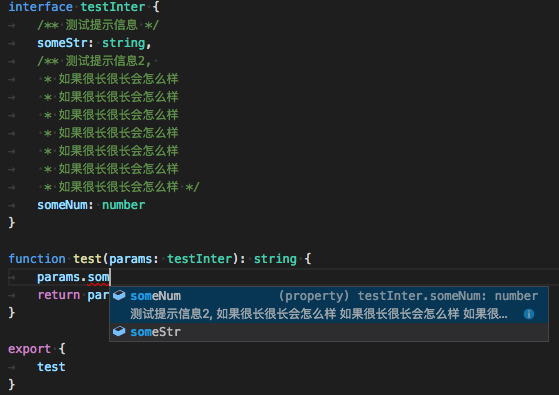 interface testInter {
/** 测试提示信息 */
someStr: string,
/** 测试提示信息2,
* 如果很长很长会怎么样
* 如果很长很长会怎么样
* 如果很长很长会怎么样
* 如果很长很长会怎么样
* 如果很长很长会怎么样
* 如果很长很长会怎么样
* 如果很长很长会怎么样 */
someNum: number
}
function test(params: testInter): string {
params.som
someNum (property) testInter.someNum: number
return par
测试提示信息2, 如果很长很长会怎么样 如果很长很长会怎么样 如果很...
}
someStr
export {
test
}